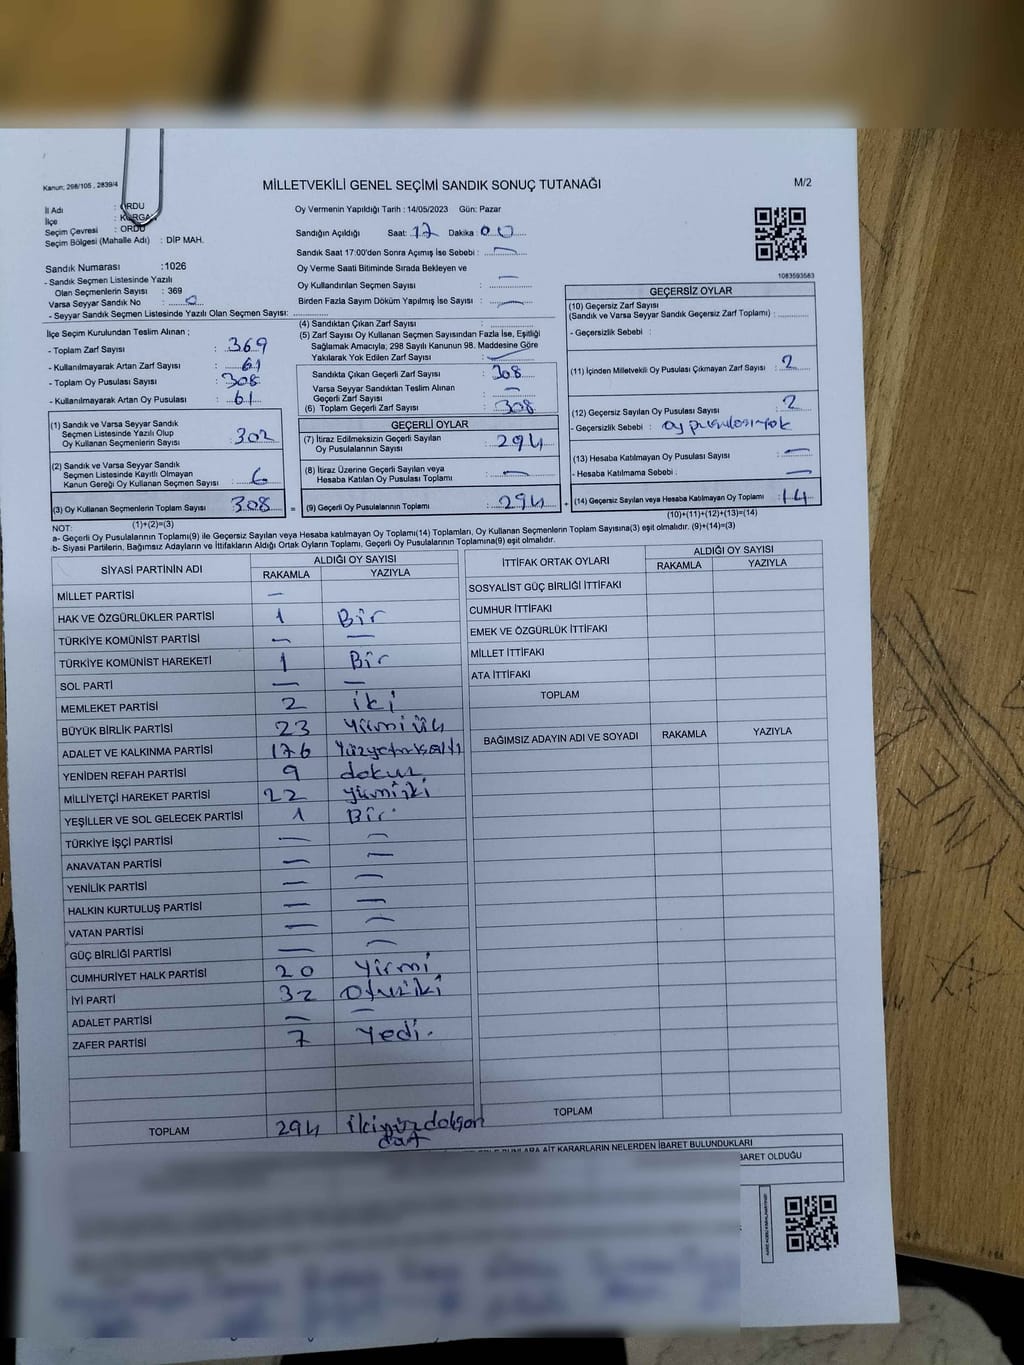 Kanun: 298/105 , 2839/4
MİLLETVEKİLİ GENEL SEÇİMİ SANDIK SONUÇ TUTANAĞI
M/2
İl Adı : ORDU
İlçe
Seçim Çevresi : ORDU
Seçim Bölgesi (Mahalle Adı) : DİP MAH.
Oy Vermenin Yapıldığı Tarih : 14/05/2023 Gün: Pazar
Sandığın Açıldığı Saat: 17 Dakika : 00
Sandık Saat 17:00'den Sonra Açılmış İse Sebebi : —
Oy Verme Saati Bitiminde Sırada Bekleyen ve
Oy Kullandırılan Seçmen Sayısı : —
Birden Fazla Sayım Döküm Yapılmış İse Sayısı : —
1083593583
Sandık Numarası :1026
- Sandık Seçmen Listesinde Yazılı
Olan Seçmenlerin Sayısı : 369
Varsa Seyyar Sandık No : 0
- Seyyar Sandık Seçmen Listesinde Yazılı Olan Seçmen Sayısı:
İlçe Seçim Kurulundan Teslim Alınan ;
- Toplam Zarf Sayısı : 369
- Kullanılmayarak Artan Zarf Sayısı : 61
- Toplam Oy Pusulası Sayısı : 308
- Kullanılmayarak Artan Oy Pusulası : 61
(1) Sandık ve Varsa Seyyar Sandık
Seçmen Listesinde Yazılı Olup
Oy Kullanan Seçmenlerin Sayısı : 302
(2) Sandık ve Varsa Seyyar Sandık
Seçmen Listesinde Kayıtlı Olmayan
Kanun Gereği Oy Kullanan Seçmen Sayısı : 6
(3) Oy Kullanan Seçmenlerin Toplam Sayısı : 308
(1)+(2)=(3)
(4) Sandıktan Çıkan Zarf Sayısı :
(5) Zarf Sayısı Oy Kullanan Seçmen Sayısından Fazla İse, Eşitliği
Sağlamak Amacıyla, 298 Sayılı Kanunun 98. Maddesine Göre
Yakılarak Yok Edilen Zarf Sayısı :
Sandıkta Çıkan Geçerli Zarf Sayısı : 308
Varsa Seyyar Sandıktan Teslim Alınan
Geçerli Zarf Sayısı : —
(6) Toplam Geçerli Zarf Sayısı : 308
GEÇERLİ OYLAR
(7) İtiraz Edilmeksizin Geçerli Sayılan
Oy Pusulasının Sayısı : 294
(8) İtiraz Üzerine Geçerli Sayılan veya
Hesaba Katılan Oy Pusulası Toplamı : —
= (9) Geçerli Oy Pusulalarının Toplamı : 294
GEÇERSİZ OYLAR
(10) Geçersiz Zarf Sayısı
(Sandık ve Varsa Seyyar Sandık Geçersiz Zarf Toplamı) :
- Geçersizlik Sebebi :
(11) İçinden Milletvekili Oy Pusulası Çıkmayan Zarf Sayısı : 2
(12) Geçersiz Sayılan Oy Pusulası Sayısı : 2
- Geçersizlik Sebebi : oy pusulası yok
(13) Hesaba Katılmayan Oy Pusulası Sayısı : —
- Hesaba Katılmama Sebebi : —
+ (14) Geçersiz Sayılan veya Hesaba Katılmayan Oy Toplamı : 14
(10)+(11)+(12)+(13)=(14)
NOT:
a- Geçerli Oy Pusulalarının Toplamı(9) ile Geçersiz Sayılan veya Hesaba katılmayan Oy Toplamı(14) Toplamları, Oy Kullanan Seçmenlerin Toplam Sayısına(3) eşit olmalıdır. (9)+(14)=(3)
b- Siyasi Partilerin, Bağımsız Adayların ve İttifakların Aldığı Ortak Oyların Toplamı, Geçerli Oy Pusulalarının Toplamına(9) eşit olmalıdır.
SİYASİ PARTİNİN ADI
ALDIĞI OY SAYISI
RAKAMLA YAZIYLA
MİLLET PARTİSİ —
HAK VE ÖZGÜRLÜKLER PARTİSİ 1 Bir
TÜRKİYE KOMÜNİST PARTİSİ — —
TÜRKİYE KOMÜNİST HAREKETİ 1 Bir
SOL PARTİ — —
MEMLEKET PARTİSİ 2 iki
BÜYÜK BİRLİK PARTİSİ 23 Yirmiüç
ADALET VE KALKINMA PARTİSİ 176 Yüzyetmişaltı
YENİDEN REFAH PARTİSİ 9 dokuz
MİLLİYETÇİ HAREKET PARTİSİ 22 yirmiiki
YEŞİLLER VE SOL GELECEK PARTİSİ 1 Bir
TÜRKİYE İŞÇİ PARTİSİ — —
ANAVATAN PARTİSİ — —
YENİLİK PARTİSİ — —
HALKIN KURTULUŞ PARTİSİ — —
VATAN PARTİSİ — —
GÜÇ BİRLİĞİ PARTİSİ — —
CUMHURİYET HALK PARTİSİ 20 Yirmi
İYİ PARTİ 32 Otuziki
ADALET PARTİSİ — —
ZAFER PARTİSİ 7 Yedi.
TOPLAM 294 ikiyüzdoksan
dört
İTTİFAK ORTAK OYLARI
ALDIĞI OY SAYISI
RAKAMLA YAZIYLA
SOSYALİST GÜÇ BİRLİĞİ İTTİFAKI
CUMHUR İTTİFAKI
EMEK VE ÖZGÜRLÜK İTTİFAKI
MİLLET İTTİFAKI
ATA İTTİFAKI
TOPLAM
BAĞIMSIZ ADAYIN ADI VE SOYADI RAKAMLA YAZIYLA
TOPLAM
BUNLARA AİT KARARLARIN NELERDEN İBARET BULUNDUKLARI
BARET OLDUĞU